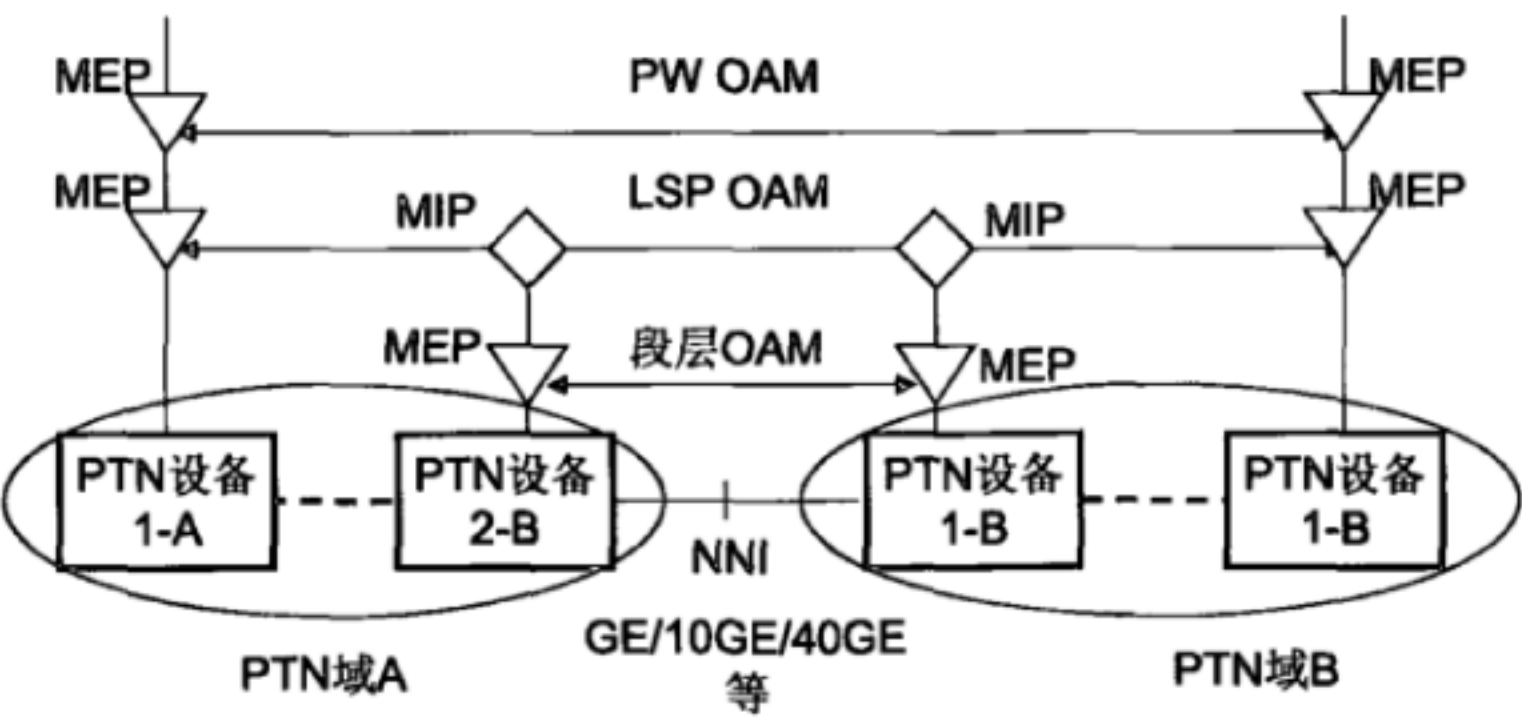 MEP
PW OAM
MEP
MEP
LSP OAM
MEP
MIP
MIP
MEP
段层OAM
MEP
PTN设备
1-A
PTN设备
2-B
PTN设备
1-B
PTN设备
1-B
NNI
GE/10GE/40GE
等
PTN域A
PTN域B